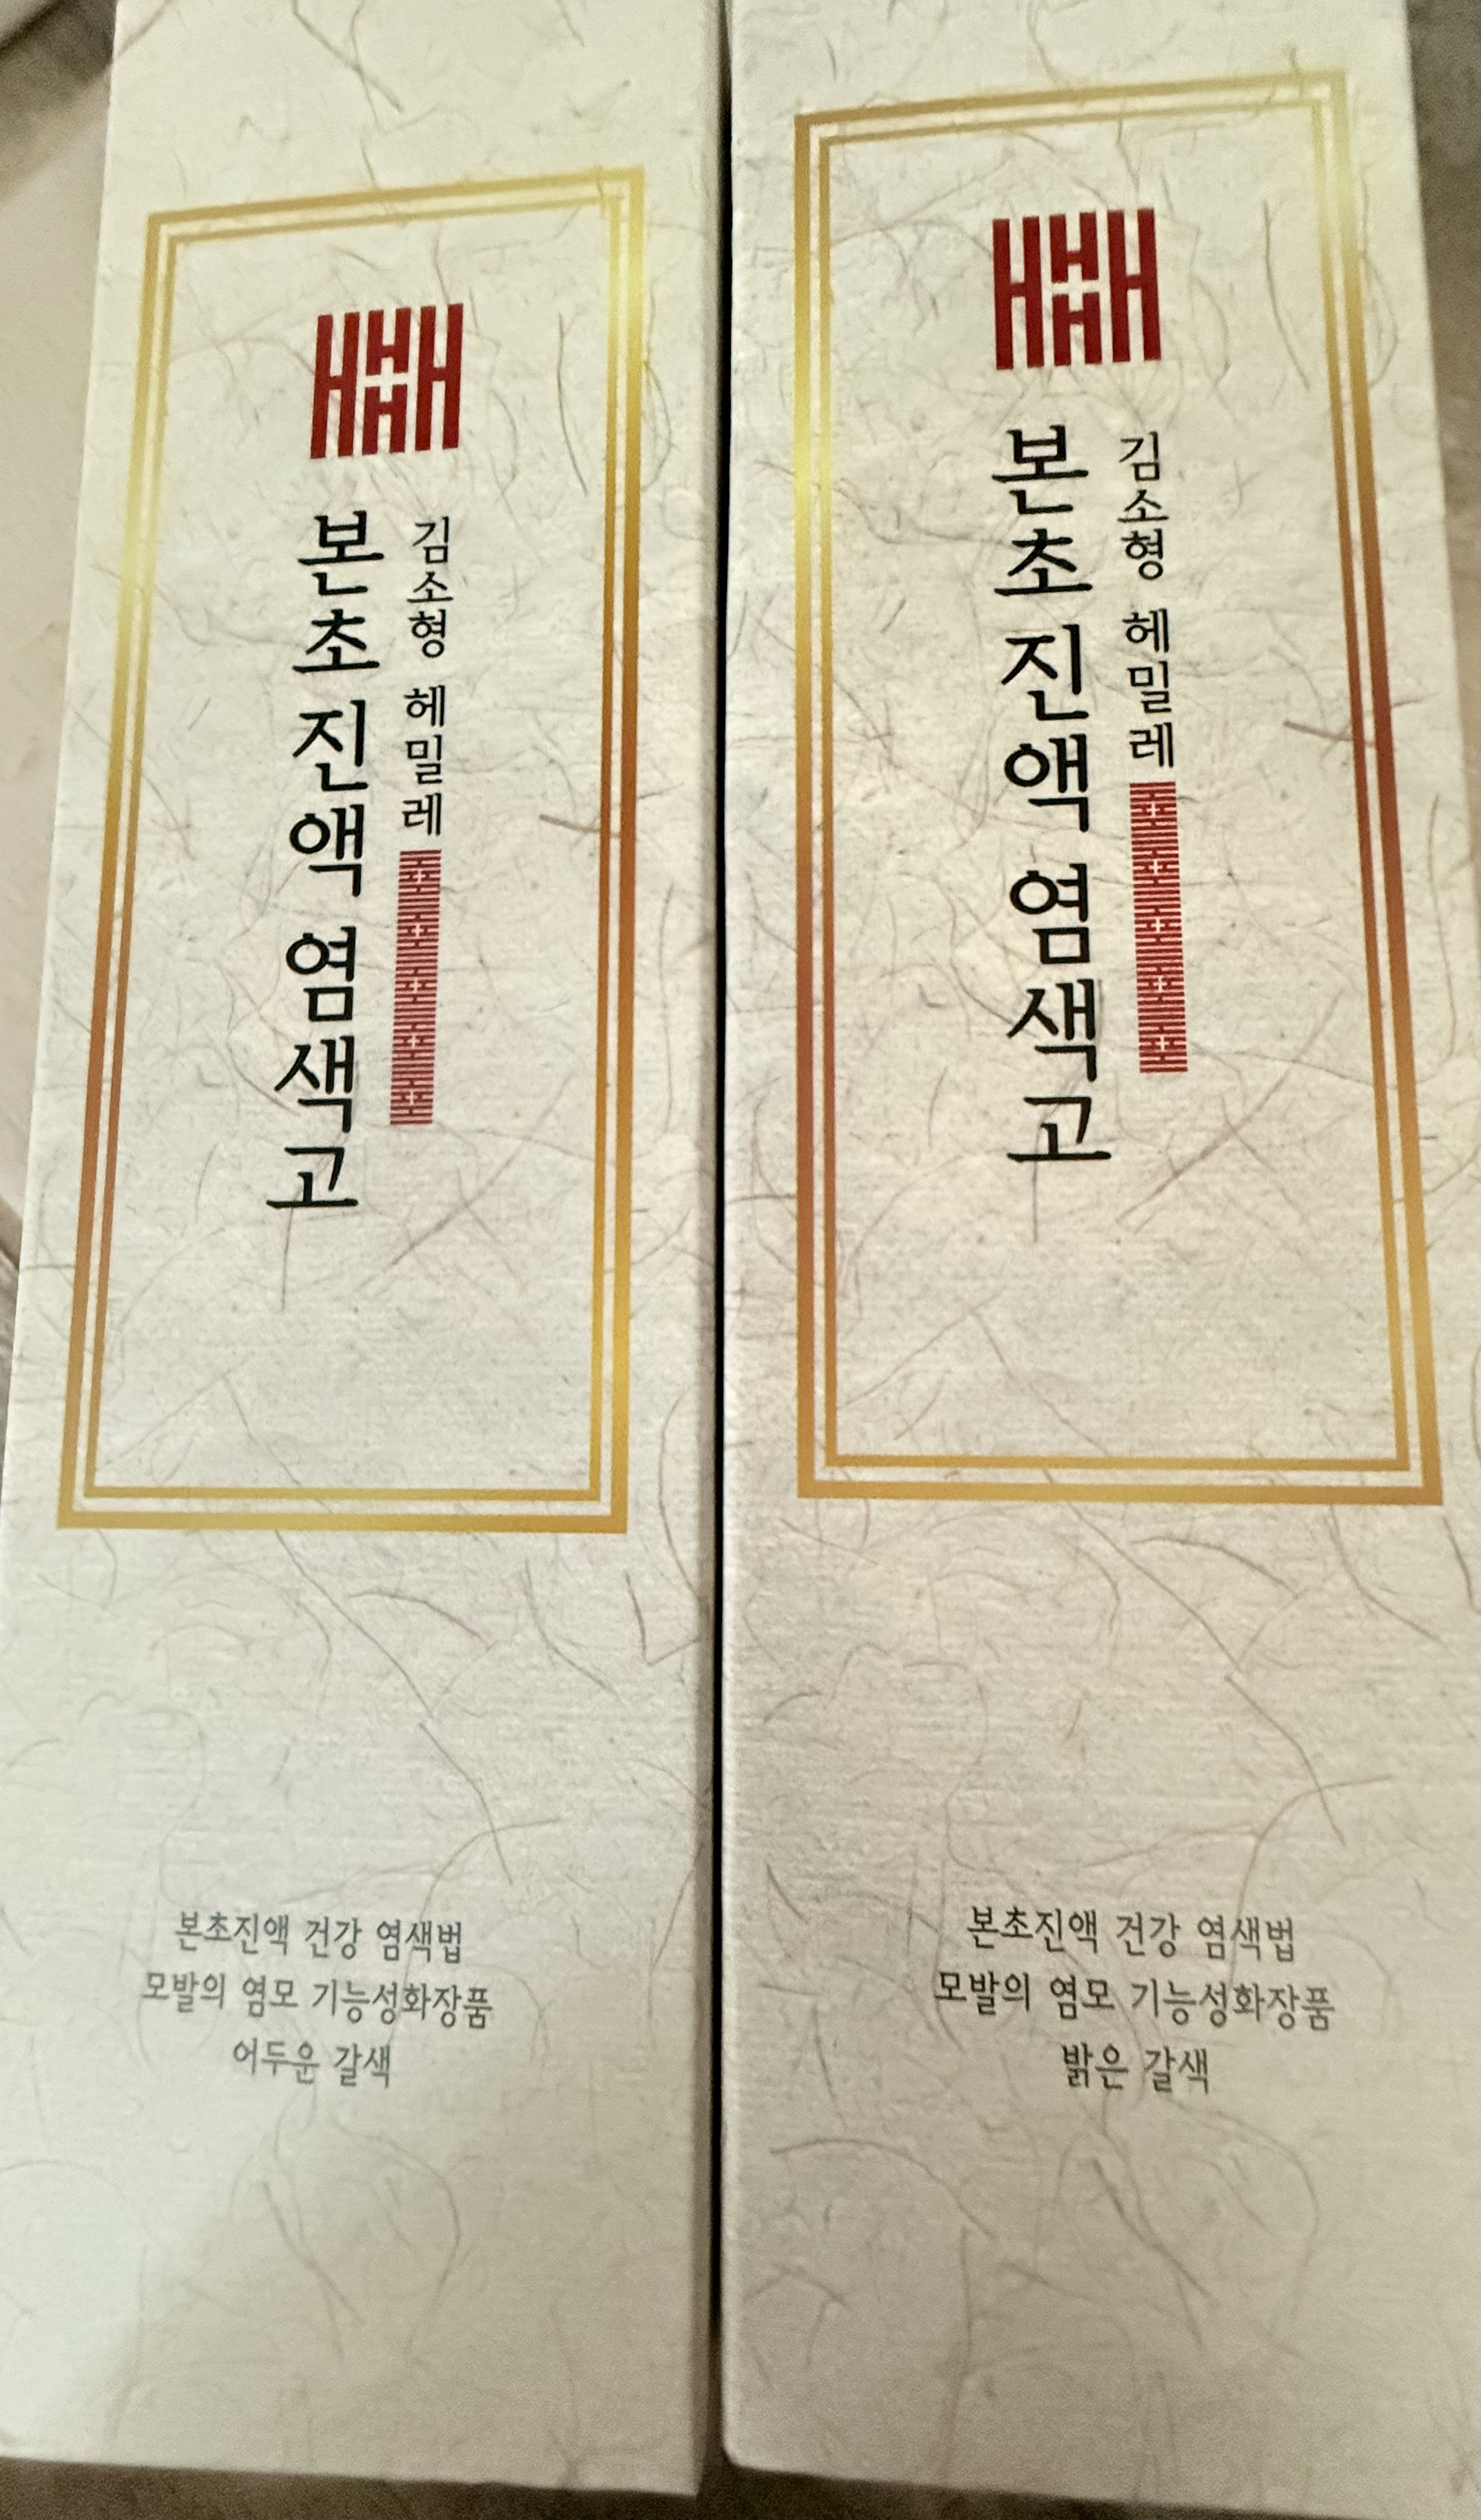 김소형 헤밀레
본초진액 염색고
본초진액 건강 염색법
모발의 염모 기능성화장품
어두운 갈색
김소형 헤밀레
본초진액 염색고
본초진액 건강 염색법
모발의 염모 기능성화장품
밝은 갈색